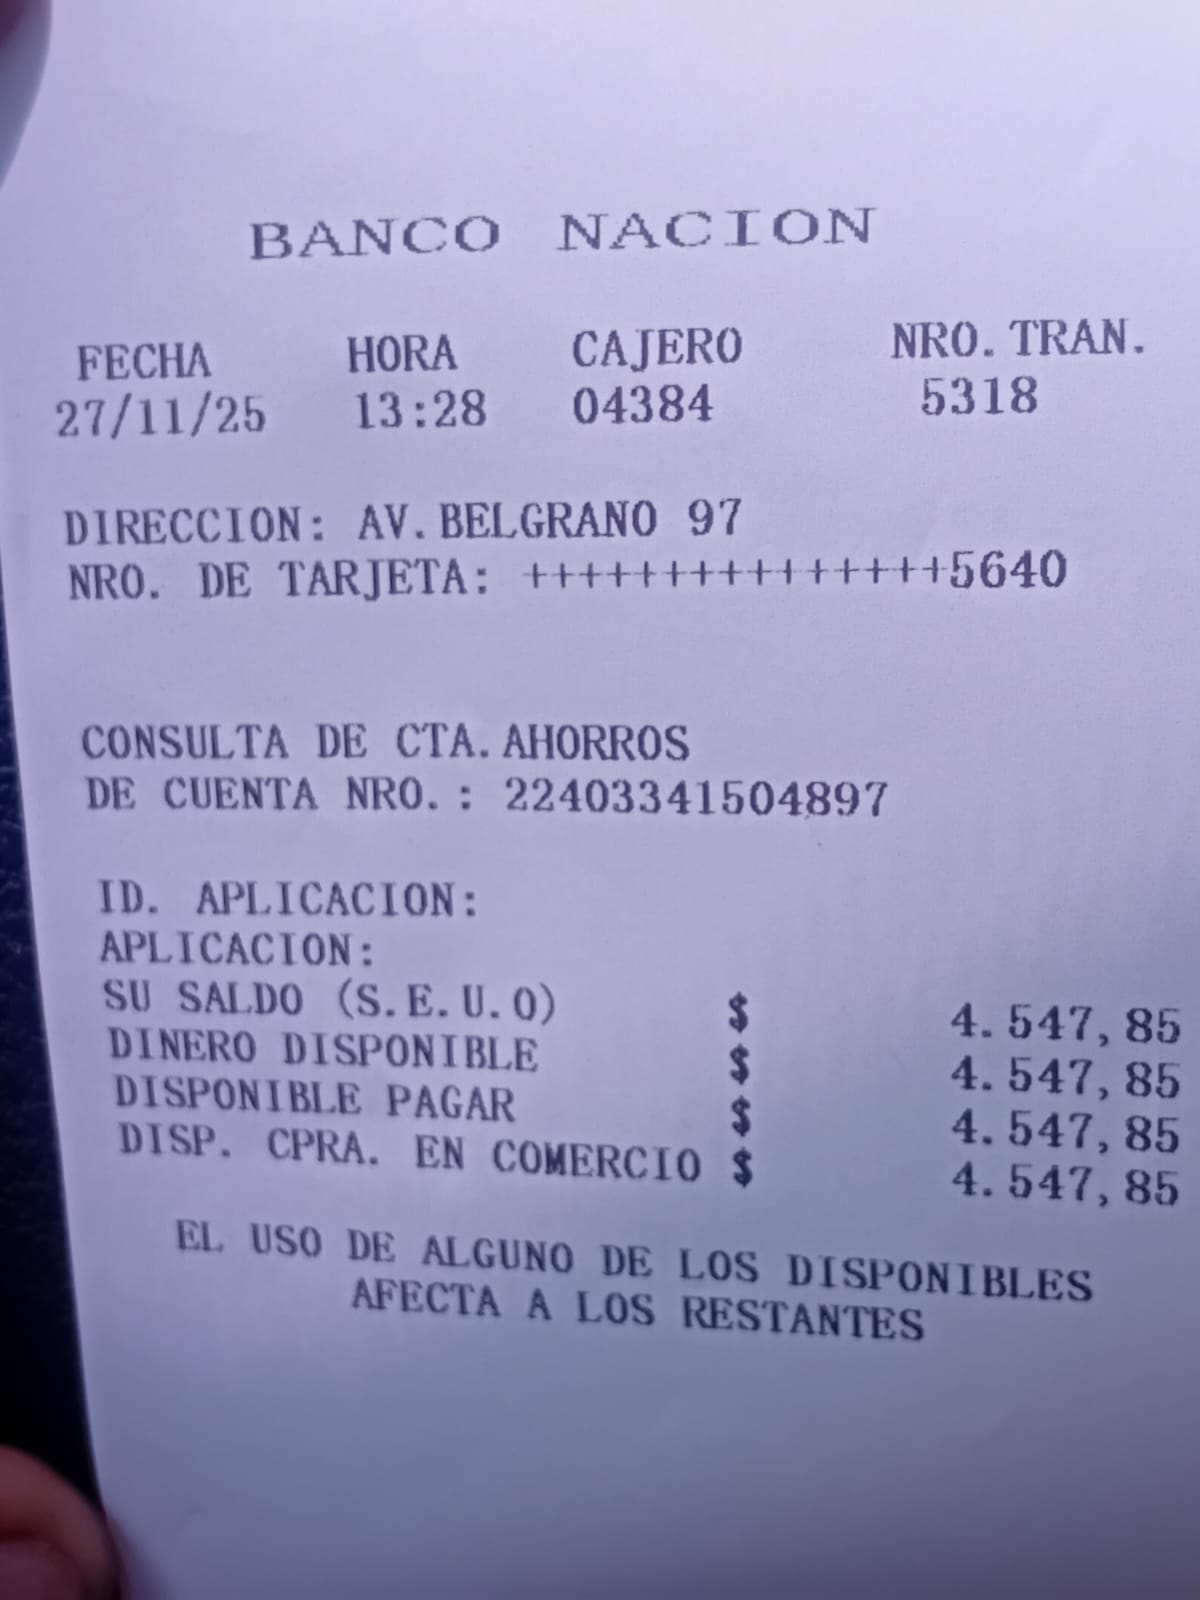 BANCO NACION
FECHA HORA CAJERO NRO.TRAN.
27/11/25 13:28 04384 5318
DIRECCION: AV.BELGRANO 97
NRO. DE TARJETA: ++++++++++++++++5640
CONSULTA DE CTA.AHORROS
DE CUENTA NRO.: 22403341504897
ID. APLICACION:
APLICACION:
SU SALDO (S.E.U.O) $ 4.547,85
DINERO DISPONIBLE $ 4.547,85
DISPONIBLE PAGAR $ 4.547,85
DISP. CPRA. EN COMERCIO $ 4.547,85
EL USO DE ALGUNO DE LOS DISPONIBLES
AFECTA A LOS RESTANTES